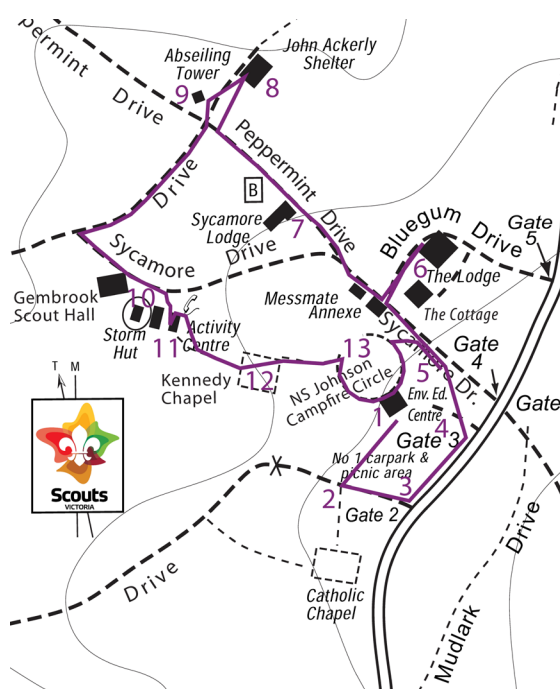 Peppermint
Drive
Abseiling
Tower
John Ackerly
Shelter
9
8
Peppermint
Drive
Drive
B
Sycamore
Lodge
7
Sycamore
Drive
Bluegum
Drive
Gate
5
6
The Lodge
The Cottage
Gembrook
Scout Hall
10
Storm
Hut
11
Activity
Centre
Messmate
Annexe
Sycamore Dr.
Gate
4
Gate
13
NS Johnson
Campfire Circle
5
Env. Ed.
Centre
4
1
Kennedy
Chapel
12
Gate 3
No 1 carpark &
picnic area
2
3
Gate 2
T M
Scouts
VICTORIA
X
Drive
Catholic
Chapel
Mudlark
Drive